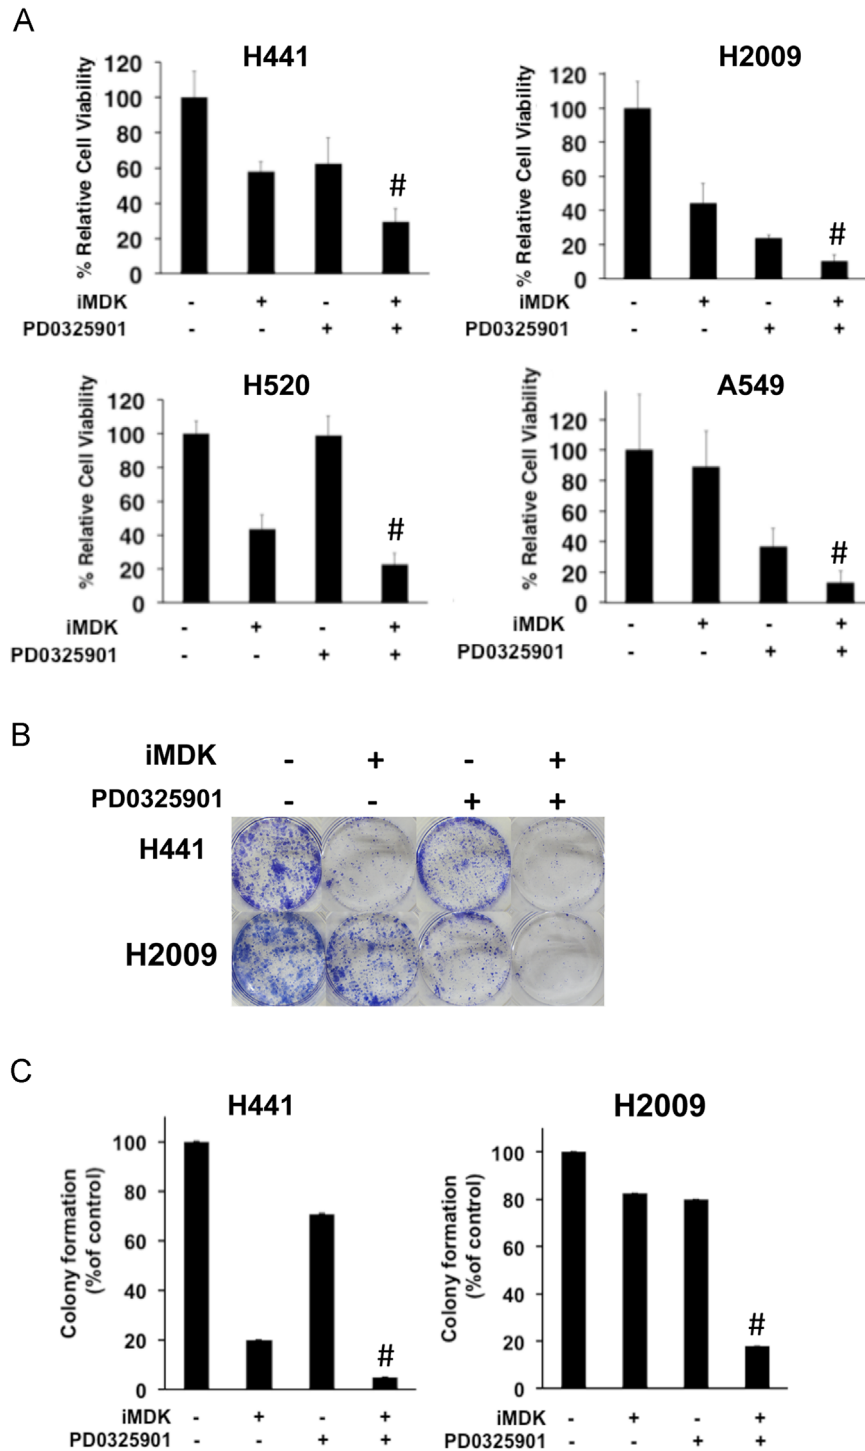 A
H441
% Relative Cell Viability
120
100
80
60
40
20
0
#
iMDK - + - +
PD0325901 - - + +
H2009
% Relative Cell Viability
120
100
80
60
40
20
0
#
iMDK - + - +
PD0325901 - - + +
H520
% Relative Cell Viability
120
100
80
60
40
20
0
#
iMDK - + - +
PD0325901 - - + +
A549
% Relative Cell Viability
120
100
80
60
40
20
0
#
iMDK - + - +
PD0325901 - - + +
B
iMDK - + - +
PD0325901 - - + +
H441
H2009
C
H441
Colony formation
(%of control)
100
80
60
40
20
0
#
iMDK - + - +
PD0325901 - - + +
H2009
Colony formation
(%of control)
100
80
60
40
20
0
#
iMDK - + - +
PD0325901 - - + +